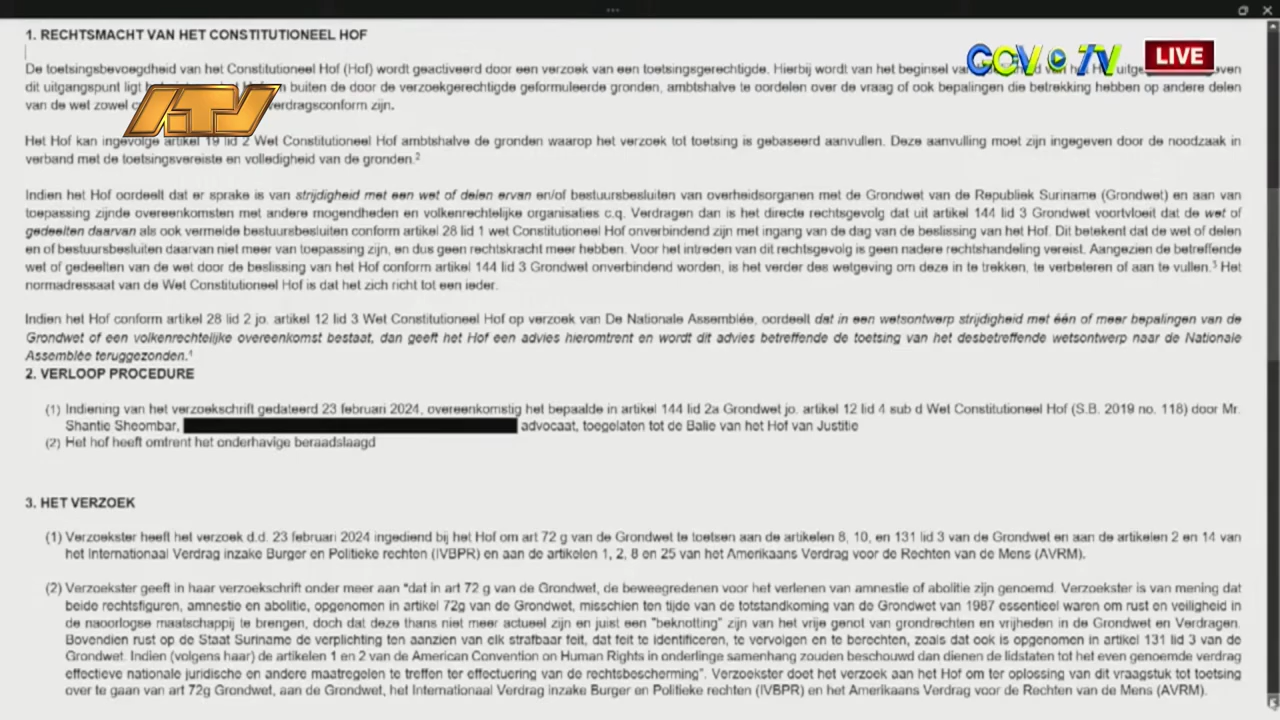 1. RECHTSMACHT VAN HET CONSTITUTIONEEL HOF
GOV TV
LIVE
De toetsingsbevoegdheid van het Constitutioneel Hof (Hof) wordt geactiveerd door een verzoek van een toetsingsgerechtigde. Hierbij wordt van het beginsel
dit uitgangspunt ligt buiten de door de verzoekgerechtigde geformuleerde gronden, ambtshalve te oordelen over de vraag of ook bepalingen die betrekking hebben op andere delen
van de wet zowel verdragsconform zijn.
ATV
Het Hof kan ingevolge artikel 19 lid 2 Wet Constitutioneel Hof ambtshalve de gronden waarop het verzoek tot toetsing is gebaseerd aanvullen. Deze aanvulling moet zijn ingegeven door de noodzaak in
verband met de toetsingsvereiste en volledigheid van de gronden.²
Indien het Hof oordeelt dat er sprake is van strijdigheid met een wet of delen ervan en/of bestuursbesluiten van overheidsorganen met de Grondwet van de Republiek Suriname (Grondwet) en aan van
toepassing zijnde overeenkomsten met andere mogendheden en volkenrechtelijke organisaties c.q. Verdragen dan is het directe rechtsgevolg dat uit artikel 144 lid 3 Grondwet voortvloeit dat de wet of
gedeelten daarvan als ook vermelde bestuursbesluiten conform artikel 28 lid 1 wet Constitutioneel Hof onverbindend zijn met ingang van de dag van de beslissing van het Hof. Dit betekent dat de wet of delen
en of bestuursbesluiten daarvan niet meer van toepassing zijn, en dus geen rechtskracht meer hebben. Voor het intreden van dit rechtsgevolg is geen nadere rechtshandeling vereist. Aangezien de betreffende
wet of gedeelten van de wet door de beslissing van het Hof conform artikel 144 lid 3 Grondwet onverbindend worden, is het verder des wetgeving om deze in te trekken, te verbeteren of aan te vullen.³ Het
normadressaat van de Wet Constitutioneel Hof is dat het zich richt tot een ieder.
Indien het Hof conform artikel 28 lid 2 jo. artikel 12 lid 3 Wet Constitutioneel Hof op verzoek van De Nationale Assemblée, oordeelt dat in een wetsontwerp strijdigheid met één of meer bepalingen van de
Grondwet of een volkenrechtelijke overeenkomst bestaat, dan geeft het Hof een advies hieromtrent en wordt dit advies betreffende de toetsing van het desbetreffende wetsontwerp naar de Nationale
Assemblée teruggezonden.⁴
2. VERLOOP PROCEDURE
(1) Indiening van het verzoekschrift gedateerd 23 februari 2024, overeenkomstig het bepaalde in artikel 144 lid 2a Grondwet jo. artikel 12 lid 4 sub d Wet Constitutioneel Hof (S.B. 2019 no. 118) door Mr.
Shantie Sheombar, advocaat, toegelaten tot de Balie van het Hof van Justitie
(2) Het hof heeft omtrent het onderhavige beraadslaagd
3. HET VERZOEK
(1) Verzoekster heeft het verzoek d.d. 23 februari 2024 ingediend bij het Hof om art 72 g van de Grondwet te toetsen aan de artikelen 8, 10, en 131 lid 3 van de Grondwet en aan de artikelen 2 en 14 van
het Internationaal Verdrag inzake Burger en Politieke rechten (IVBPR) en aan de artikelen 1, 2, 8 en 25 van het Amerikaans Verdrag voor de Rechten van de Mens (AVRM).
(2) Verzoekster geeft in haar verzoekschrift onder meer aan "dat in art 72 g van de Grondwet, de beweegredenen voor het verlenen van amnestie of abolitie zijn genoemd. Verzoekster is van mening dat
beide rechtsfiguren, amnestie en abolitie, opgenomen in artikel 72g van de Grondwet, misschien ten tijde van de totstandkoming van de Grondwet van 1987 essentieel waren om rust en veiligheid in
de naoorlogse maatschappij te brengen, doch dat deze thans niet meer actueel zijn en juist een "beknotting" zijn van het vrije genot van grondrechten en vrijheden in de Grondwet en Verdragen.
Bovendien rust op de Staat Suriname de verplichting ten aanzien van elk strafbaar feit, dat feit te identificeren, te vervolgen en te berechten, zoals dat ook is opgenomen in artikel 131 lid 3 van de
Grondwet. Indien (volgens haar) de artikelen 1 en 2 van de American Convention on Human Rights in onderlinge samenhang zouden beschouwd dan dienen de lidstaten tot het even genoemde verdrag
effectieve nationale juridische en andere maatregelen te treffen ter effectuering van de rechtsbescherming". Verzoekster doet het verzoek aan het Hof om ter oplossing van dit vraagstuk tot toetsing
over te gaan van art 72g Grondwet, aan de Grondwet, het Internationaal Verdrag inzake Burger en Politieke rechten (IVBPR) en het Amerikaans Verdrag voor de Rechten van de Mens (AVRM).